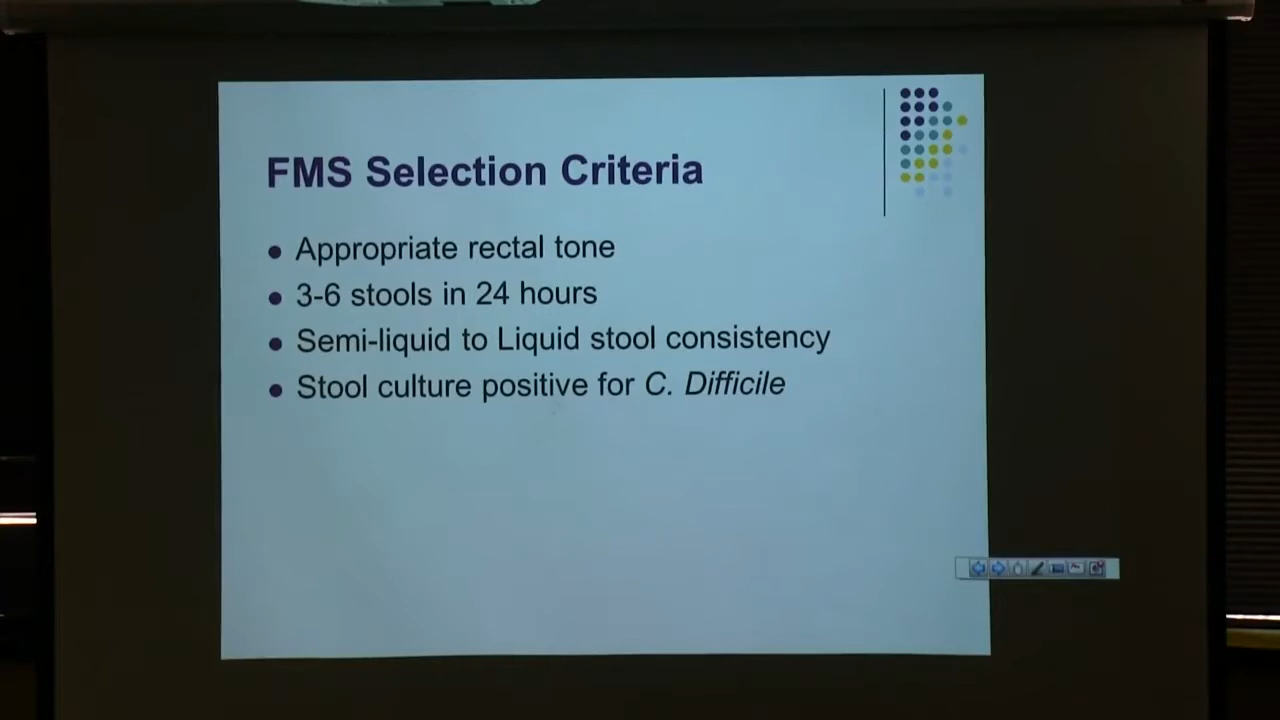 FMS Selection Criteria
Appropriate rectal tone
3-6 stools in 24 hours
Semi-liquid to Liquid stool consistency
Stool culture positive for C. Difficile